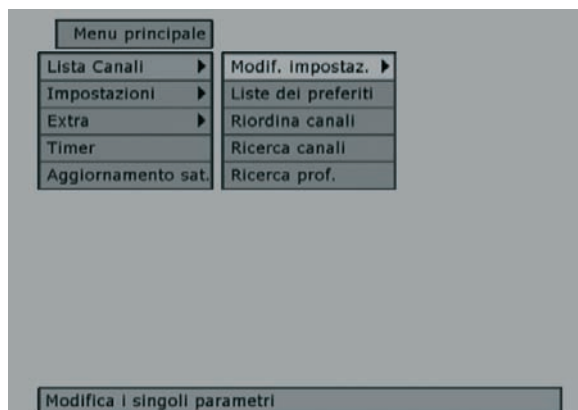 Menu principale
Lista Canali
Impostazioni
Extra
Timer
Aggiornamento sat.
Modif. impostaz.
Liste dei preferiti
Riordina canali
Ricerca canali
Ricerca prof.
Modifica i singoli parametri